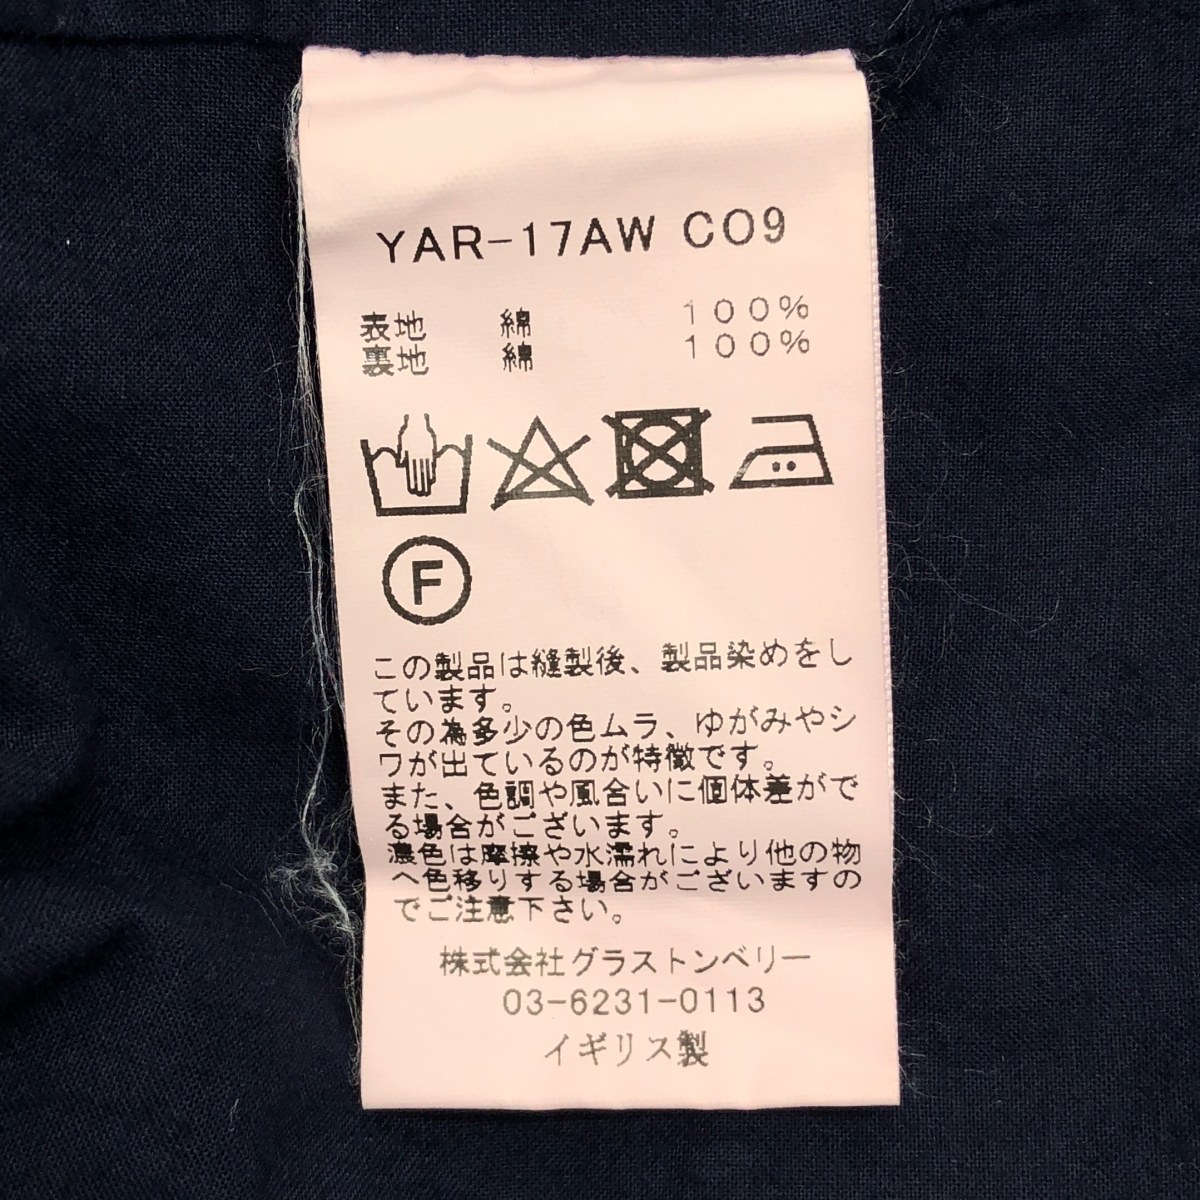 YAR-17AW CO9
表地 綿 100%
裏地 綿 100%
F
この製品は縫製後、製品染めをし
ています。
その為多少の色ムラ、ゆがみやシ
ワが出ているのが特徴です。
また、色調や風合いに個体差がで
る場合がございます。
濃色は摩擦や水濡れにより他の物
へ色移りする場合がございますの
でご注意下さい。
株式会社グラストンベリー
03-6231-0113
イギリス製